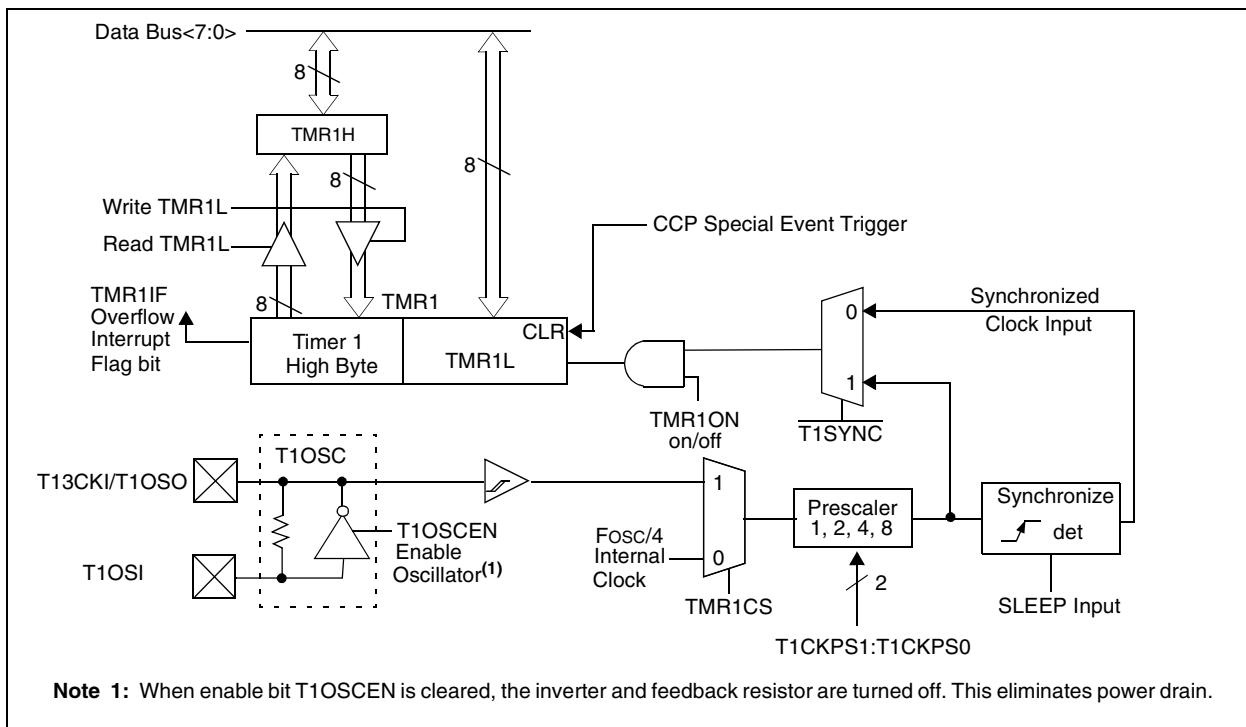 Data Bus<7:0>
8
TMR1H
8
8
Write TMR1L
CCP Special Event Trigger
Read TMR1L
8
TMR1IF
Overflow
Interrupt
Flag bit
TMR1
Timer 1
High Byte
CLR
TMR1L
0
Synchronized
Clock Input
1
TMR1ON
on/off
T1SYNC
T1OSC
T13CKI/T1OSO
1
Prescaler
1, 2, 4, 8
Synchronize
det
T1OSCEN
Enable
Oscillator(1)
FOSC/4
Internal
Clock
0
T1OSI
2
TMR1CS
SLEEP Input
T1CKPS1:T1CKPS0
Note 1: When enable bit T1OSCEN is cleared, the inverter and feedback resistor are turned off. This eliminates power drain.